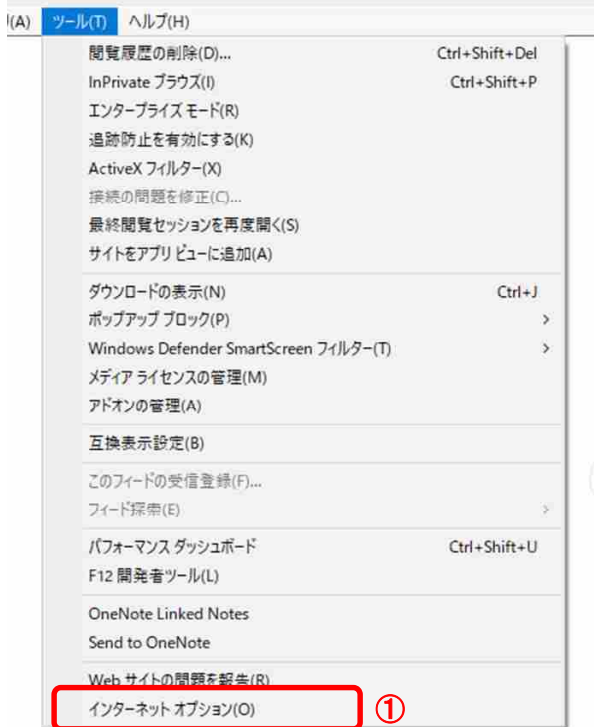 (A) ツール(T) ヘルプ(H)
閲覧履歴の削除(D)... Ctrl+Shift+Del
InPrivate ブラウズ(I) Ctrl+Shift+P
エンタープライズ モード(R)
追跡防止を有効にする(K)
ActiveX フィルター(X)
接続の問題を修正(C)...
最終閲覧セッションを再度開く(S)
サイトをアプリ ビューに追加(A)
ダウンロードの表示(N) Ctrl+J
ポップアップ ブロック(P) >
Windows Defender SmartScreen フィルター(T) >
メディア ライセンスの管理(M)
アドオンの管理(A)
互換表示設定(B)
このフィードの受信登録(F)...
フィード探索(E) >
パフォーマンス ダッシュボード Ctrl+Shift+U
F12 開発者ツール(L)
OneNote Linked Notes
Send to OneNote
Web サイトの問題を報告(R)
インターネット オプション(O) ①